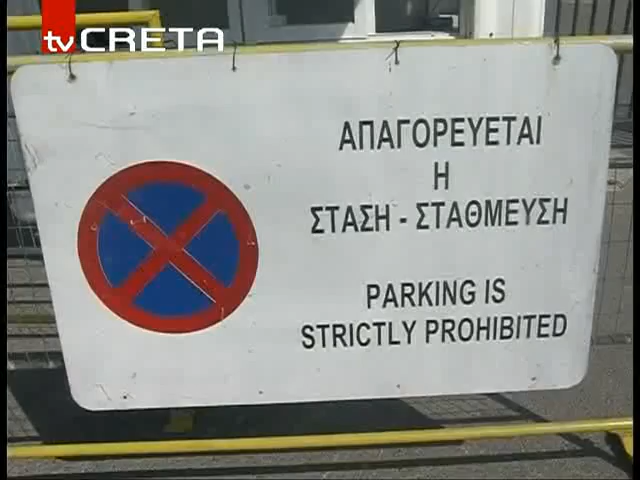 tvCRETA
ΑΠΑΓΟΡΕΥΕΤΑΙ
Η
ΣΤΑΣΗ - ΣΤΑΘΜΕΥΣΗ
PARKING IS
STRICTLY PROHIBITED